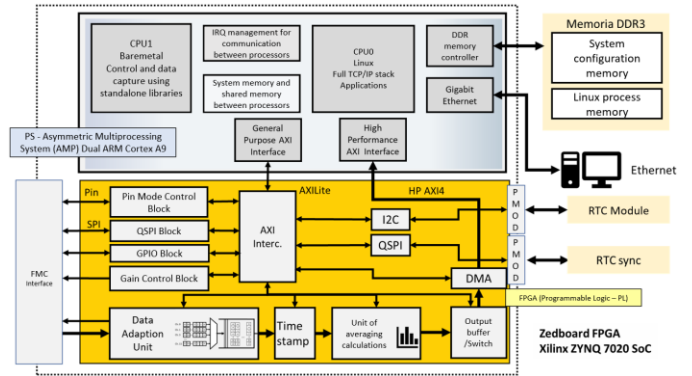 CPU1
Baremetal
Control and data
capture using
standalone libraries
IRQ management for
communication
between processors
System memory and
shared memory
between processors
CPU0
Linux
Full TCP/IP stack
Applications
DDR
memory
controller
Gigabit
Ethernet
Memoria DDR3
System
configuration
memory
Linux process
memory
PS - Asymmetric Multiprocessing
System (AMP) Dual ARM Cortex A9
General
Purpose AXI
Interface
High
Performance
AXI Interface
Ethernet
Pin
AXILite
HP AXI4
Pin Mode Control
Block
SPI
QSPI Block
GPIO Block
Gain Control Block
AXI
Interc.
I2C
QSPI
DMA
PMOD
PMOD
RTC Module
RTC sync
FMC
Interface
FPGA (Programmable Logic – PL)
Data
Adaption
Unit
Time
stamp
Unit of
averaging
calculations
Output
buffer
/Switch
Zedboard FPGA
Xilinx ZYNQ 7020 SoC